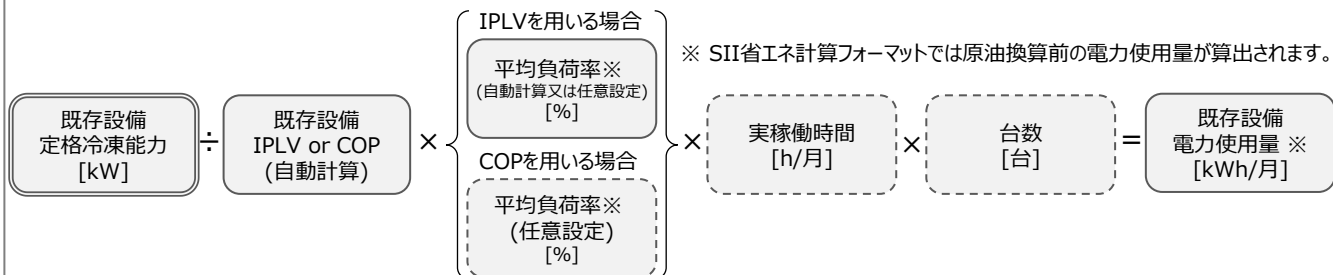 IPLVを用いる場合
※ SII省エネ計算フォーマットでは原油換算前の電力使用量が算出されます。
既存設備
定格冷凍能力
[kW]
÷
既存設備
IPLV or COP
(自動計算)
×
平均負荷率※
(自動計算又は任意設定)
[%]
COPを用いる場合
平均負荷率※
(任意設定)
[%]
×
実稼働時間
[h/月]
×
台数
[台]
=
既存設備
電力使用量 ※
[kWh/月]